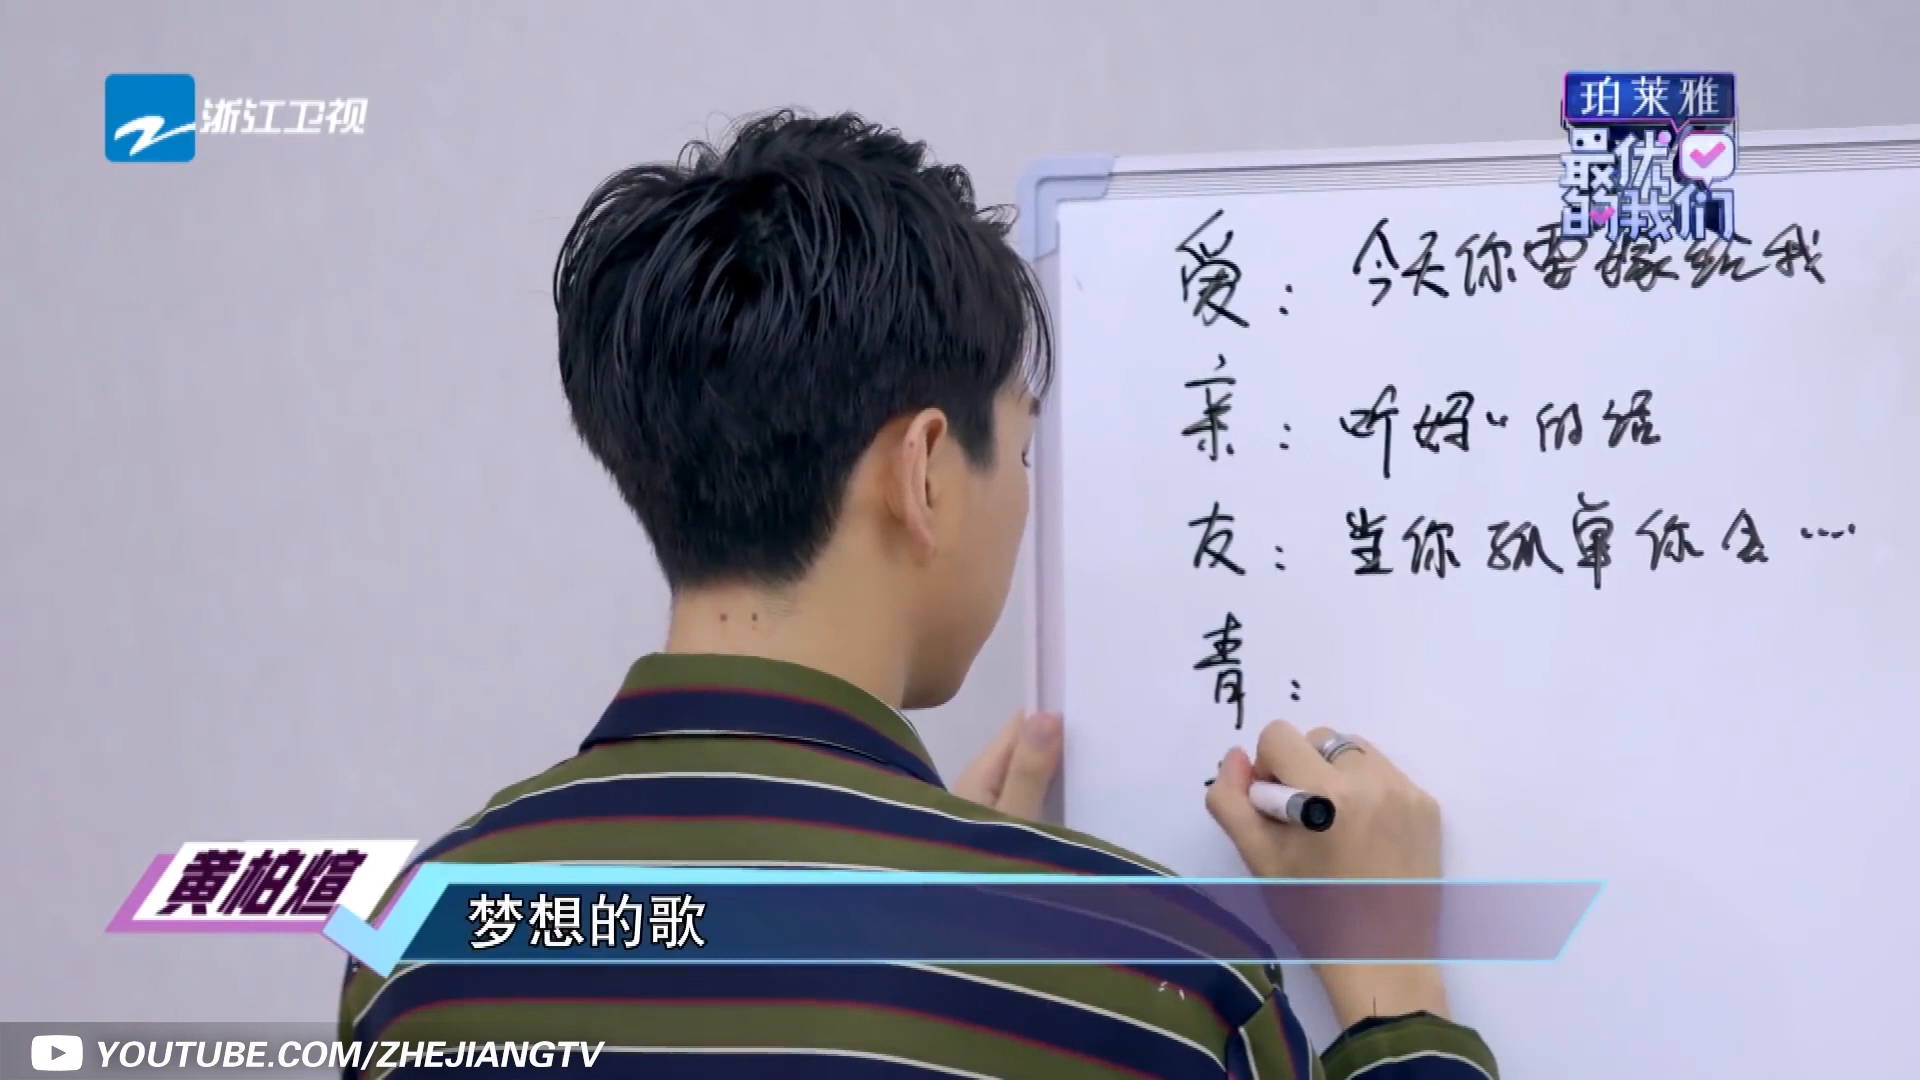 浙江卫视
珀莱雅
最优的我们
爱：今天你要嫁给我
亲：听妈〃的话
友：当你孤单你会……
青：
黄柏煊
梦想的歌
YOUTUBE.COM/ZHEJIANGTV